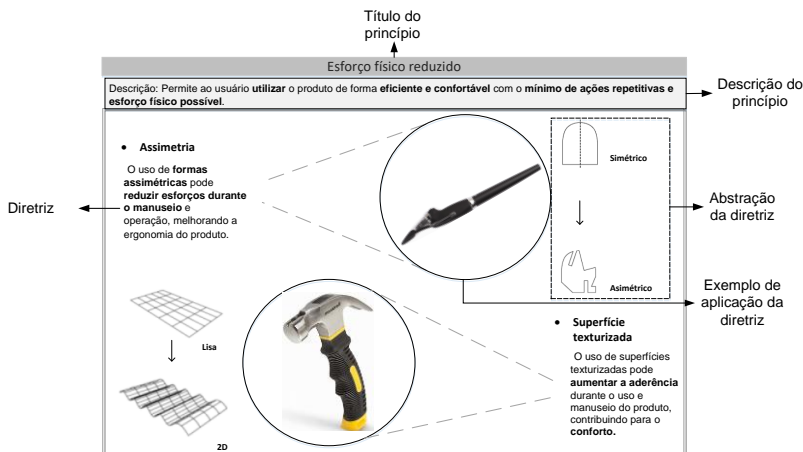 Título do
princípio
Esforço físico reduzido
Descrição: Permite ao usuário utilizar o produto de forma eficiente e confortável com o mínimo de ações repetitivas e
esforço físico possível.
Descrição do
princípio
• Assimetria
O uso de formas
assimétricas pode
reduzir esforços durante
o manuseio e
operação, melhorando a
ergonomia do produto.
Diretriz
Simétrico
Asimétrico
Abstração
da diretriz
Exemplo de
aplicação da
diretriz
Lisa
2D
• Superfície
texturizada
O uso de superfícies
texturizadas pode
aumentar a aderência
durante o uso e
manuseio do produto,
contribuindo para o
conforto.